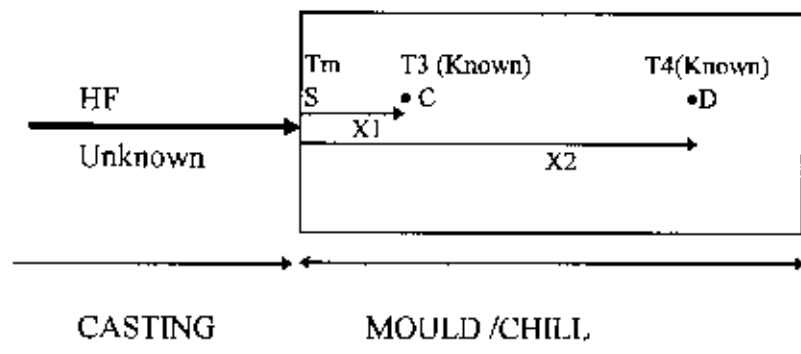 Tm T3 (Known) T4(Known)
HF S C D
X1
Unknown X2
CASTING MOULD /CHILL